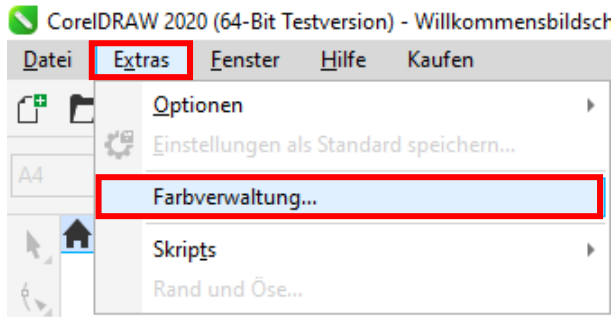 CorelDRAW 2020 (64-Bit Testversion) - Willkommensbildsch
Datei Extras Fenster Hilfe Kaufen
Optionen
Einstellungen als Standard speichern...
A4
Farbverwaltung...
Skripts
Rand und Öse...